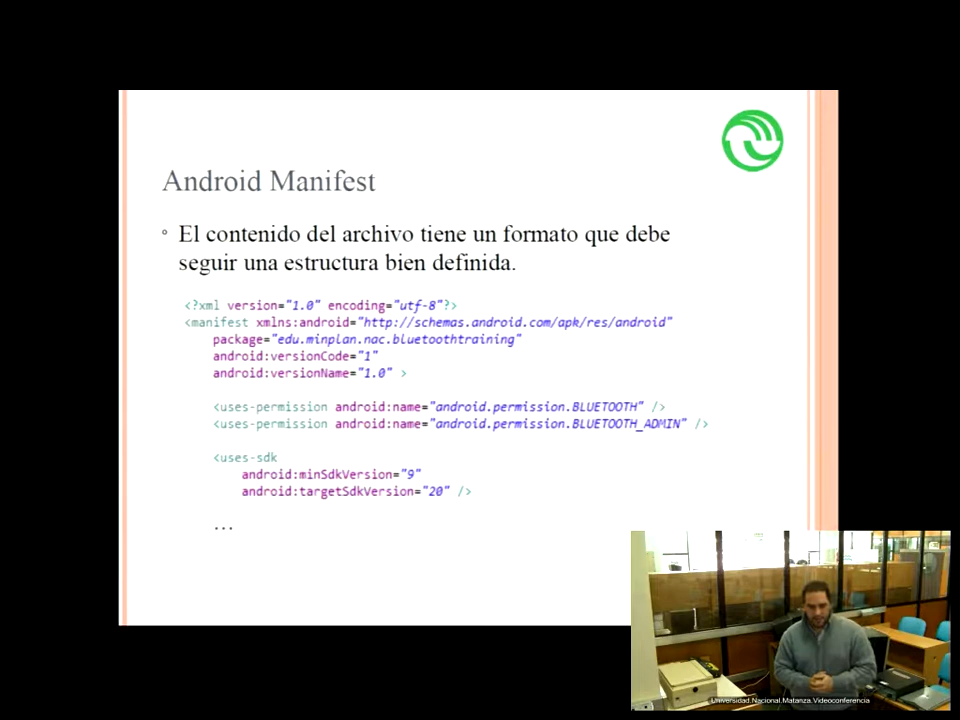 Android Manifest
° El contenido del archivo tiene un formato que debe
seguir una estructura bien definida.
<?xml version="1.0" encoding="utf-8"?>
<manifest xmlns:android="http://schemas.android.com/apk/res/android"
package="edu.minplan.nac.bluetoothtraining"
android:versionCode="1"
android:versionName="1.0" >
<uses-permission android:name="android.permission.BLUETOOTH" />
<uses-permission android:name="android.permission.BLUETOOTH_ADMIN" />
<uses-sdk
android:minSdkVersion="9"
android:targetSdkVersion="20" />
...
Universidad.Nacional.Matanza.Videoconferencia